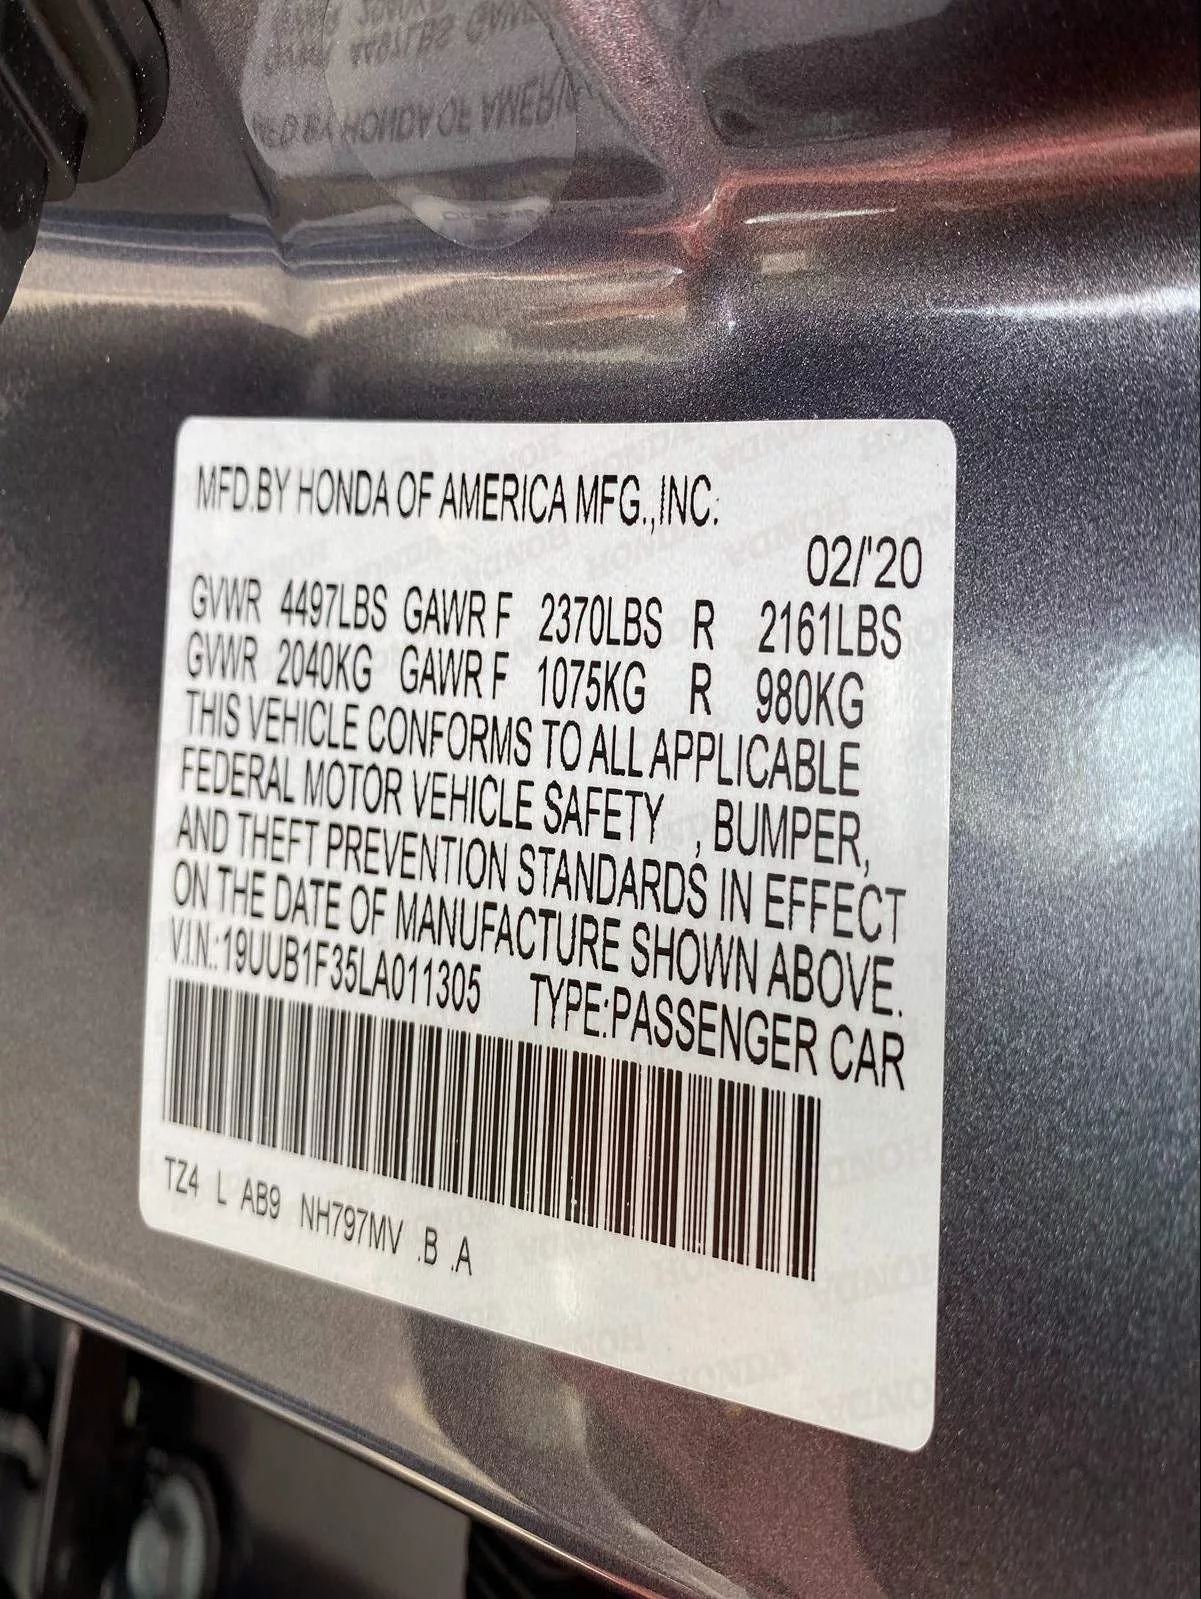 MFD.BY HONDA OF AMERICA MFG.,INC.
02/'20
GVWR 4497LBS GAWR F 2370LBS R 2161LBS
GVWR 2040KG GAWR F 1075KG R 980KG
THIS VEHICLE CONFORMS TO ALL APPLICABLE
FEDERAL MOTOR VEHICLE SAFETY , BUMPER,
AND THEFT PREVENTION STANDARDS IN EFFECT
ON THE DATE OF MANUFACTURE SHOWN ABOVE.
V.I.N.:19UUB1F35LA011305 TYPE:PASSENGER CAR
TZ4 L AB9 NH797MV .B .A